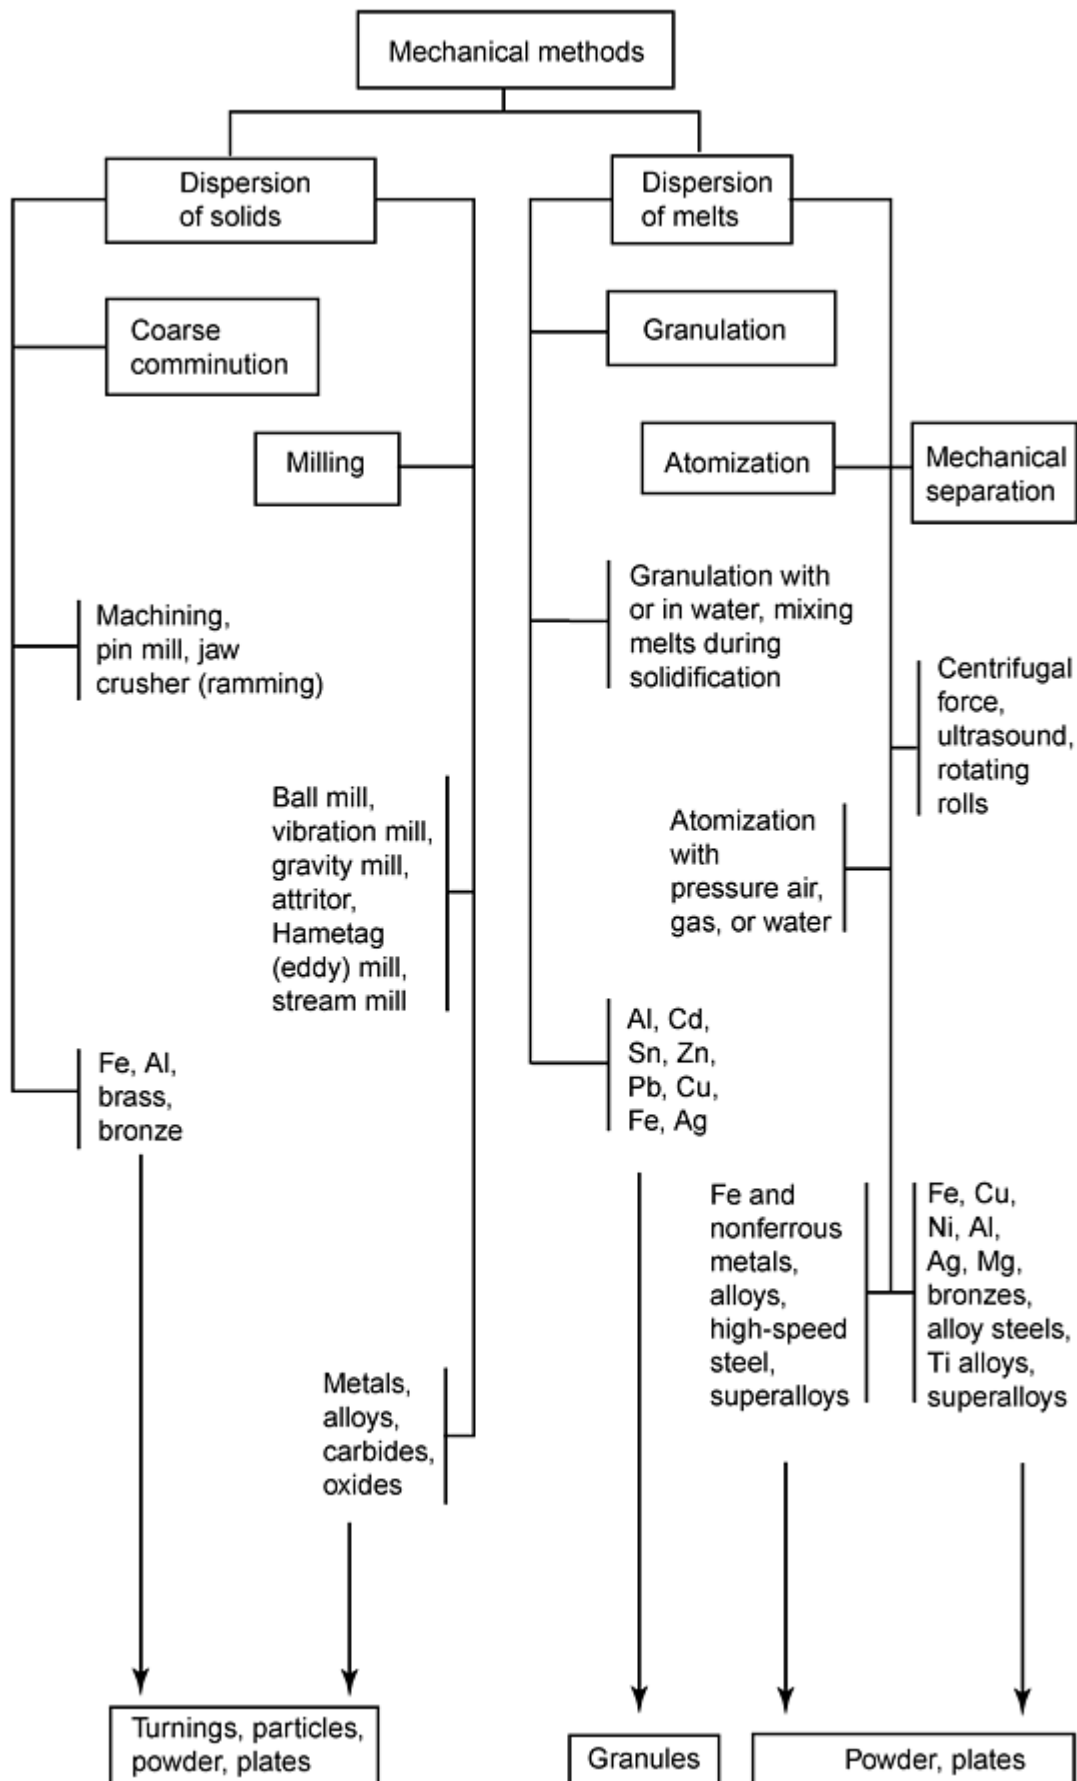 Mechanical methods
Dispersion
of solids
Dispersion
of melts
Coarse
comminution
Granulation
Milling
Atomization
Mechanical
separation
Machining,
pin mill, jaw
crusher (ramming)
Granulation with
or in water, mixing
melts during
solidification
Centrifugal
force,
ultrasound,
rotating
rolls
Ball mill,
vibration mill,
gravity mill,
attritor,
Hametag
(eddy) mill,
stream mill
Atomization
with
pressure air,
gas, or water
Fe, Al,
brass,
bronze
Al, Cd,
Sn, Zn,
Pb, Cu,
Fe, Ag
Fe and
nonferrous
metals,
alloys,
high-speed
steel,
superalloys
Fe, Cu,
Ni, Al,
Ag, Mg,
bronzes,
alloy steels,
Ti alloys,
superalloys
Metals,
alloys,
carbides,
oxides
Turnings, particles,
powder, plates
Granules
Powder, plates